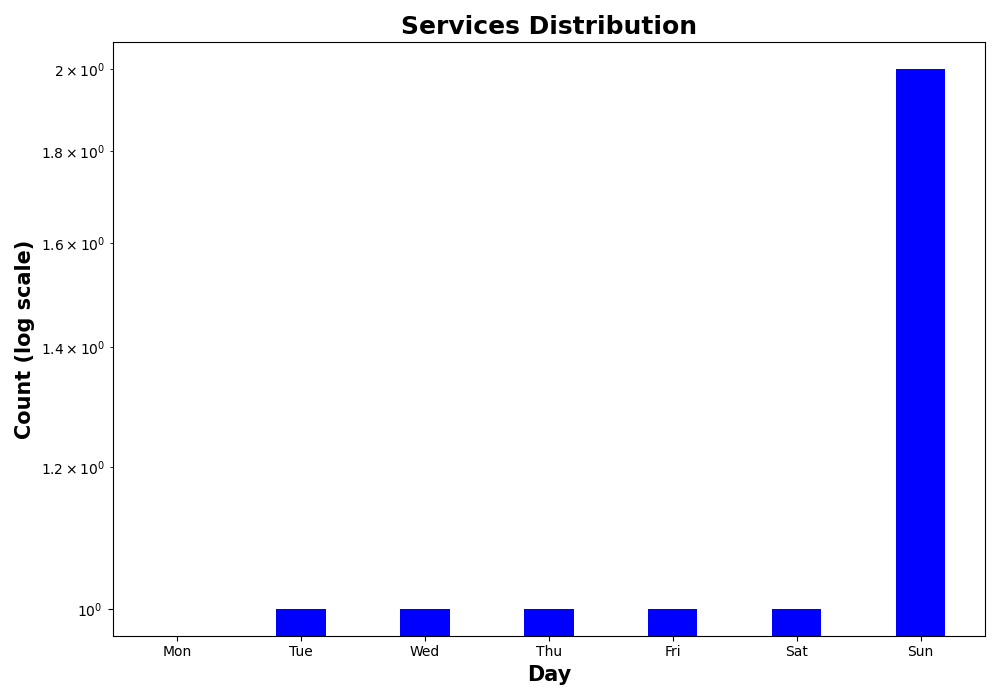 Services Distribution
2 × 10⁰
1.8 × 10⁰
1.6 × 10⁰
1.4 × 10⁰
1.2 × 10⁰
10⁰
Count (log scale)
Mon Tue Wed Thu Fri Sat Sun
Day